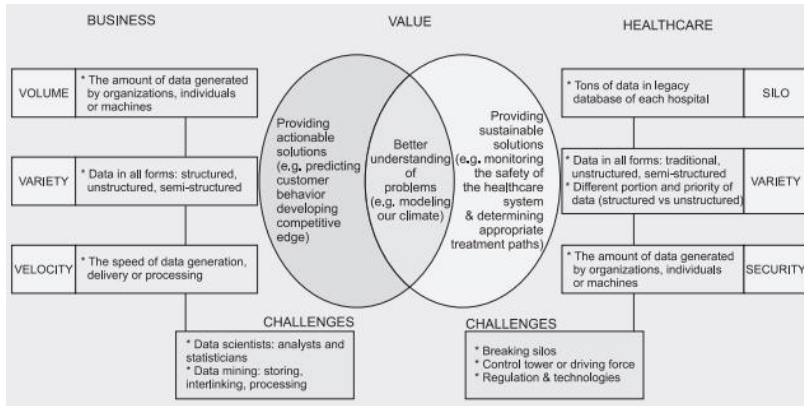 BUSINESS
VALUE
HEALTHCARE
VOLUME
* The amount of data generated
by organizations, individuals
or machines
VARIETY
* Data in all forms: structured,
unstructured, semi-structured
VELOCITY
* The speed of data generation,
delivery or processing
Providing
actionable
solutions
(e.g. predicting
customer
behavior
developing
competitive
edge)
Better
understanding
of
problems
(e,g. modeling
our climate)
Providing
sustainable
solutions
(e.g. monitoring
the safety of
the healthcare
system
& determining
appropriate
treatment paths)
* Tons of data in legacy
database of each hospital
SILO
* Data in all forms: traditional,
unstructured, semi-structured
* Different portion and priority of
data (structured vs unstructured)
VARIETY
* The amount of data generated
by organizations, individuals
or machines
SECURITY
CHALLENGES
* Data scientists: analysts and
statisticians
* Data mining: storing,
interlinking, processing
CHALLENGES
* Breaking silos
* Control tower or driving force
* Regulation & technologies